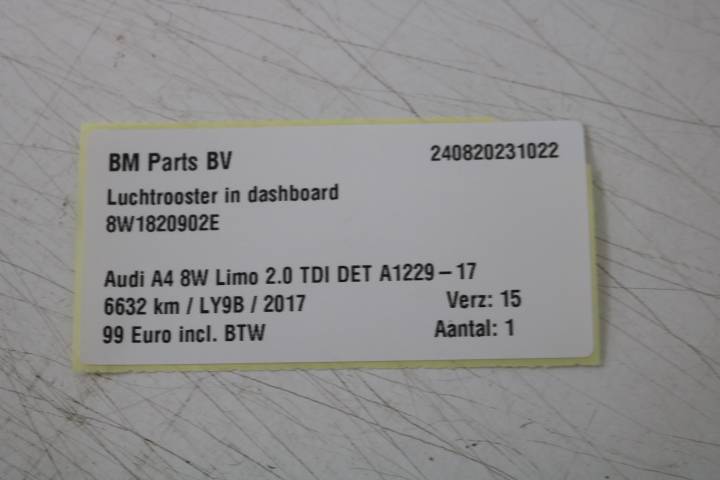 BM Parts BV 240820231022
Luchtrooster in dashboard
8W1820902E
Audi A4 8W Limo 2.0 TDI DET A1229-17
6632 km / LY9B / 2017 Verz: 15
99 Euro incl. BTW Aantal: 1